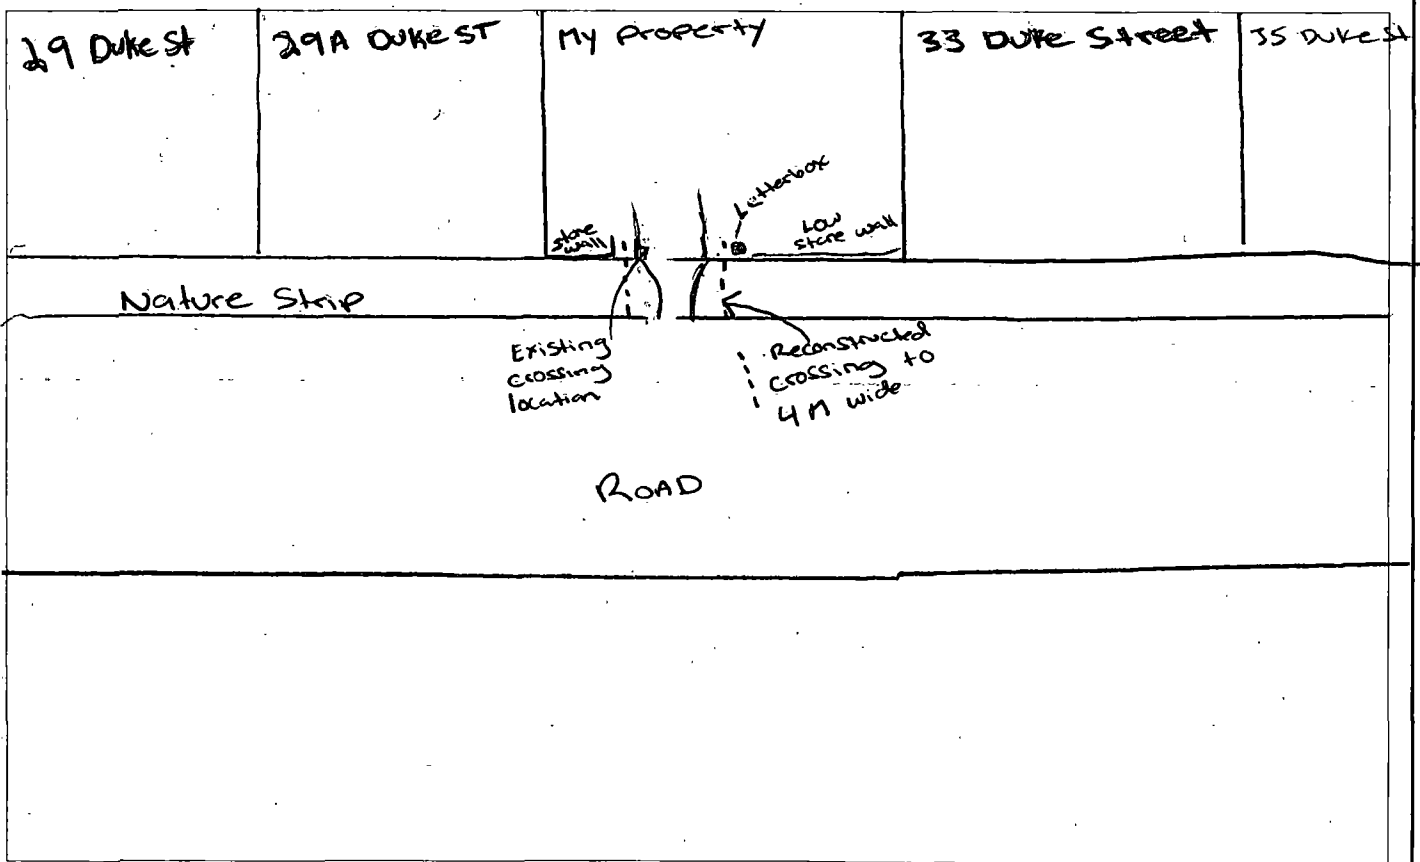 29 Duke St
29A DUKE ST
My Property
33 Duke Street
35 Duke St
Letterbox
stone
wall
Low
stone wall
Nature Strip
Existing
crossing
location
Reconstructed
crossing to
4 M wide
ROAD